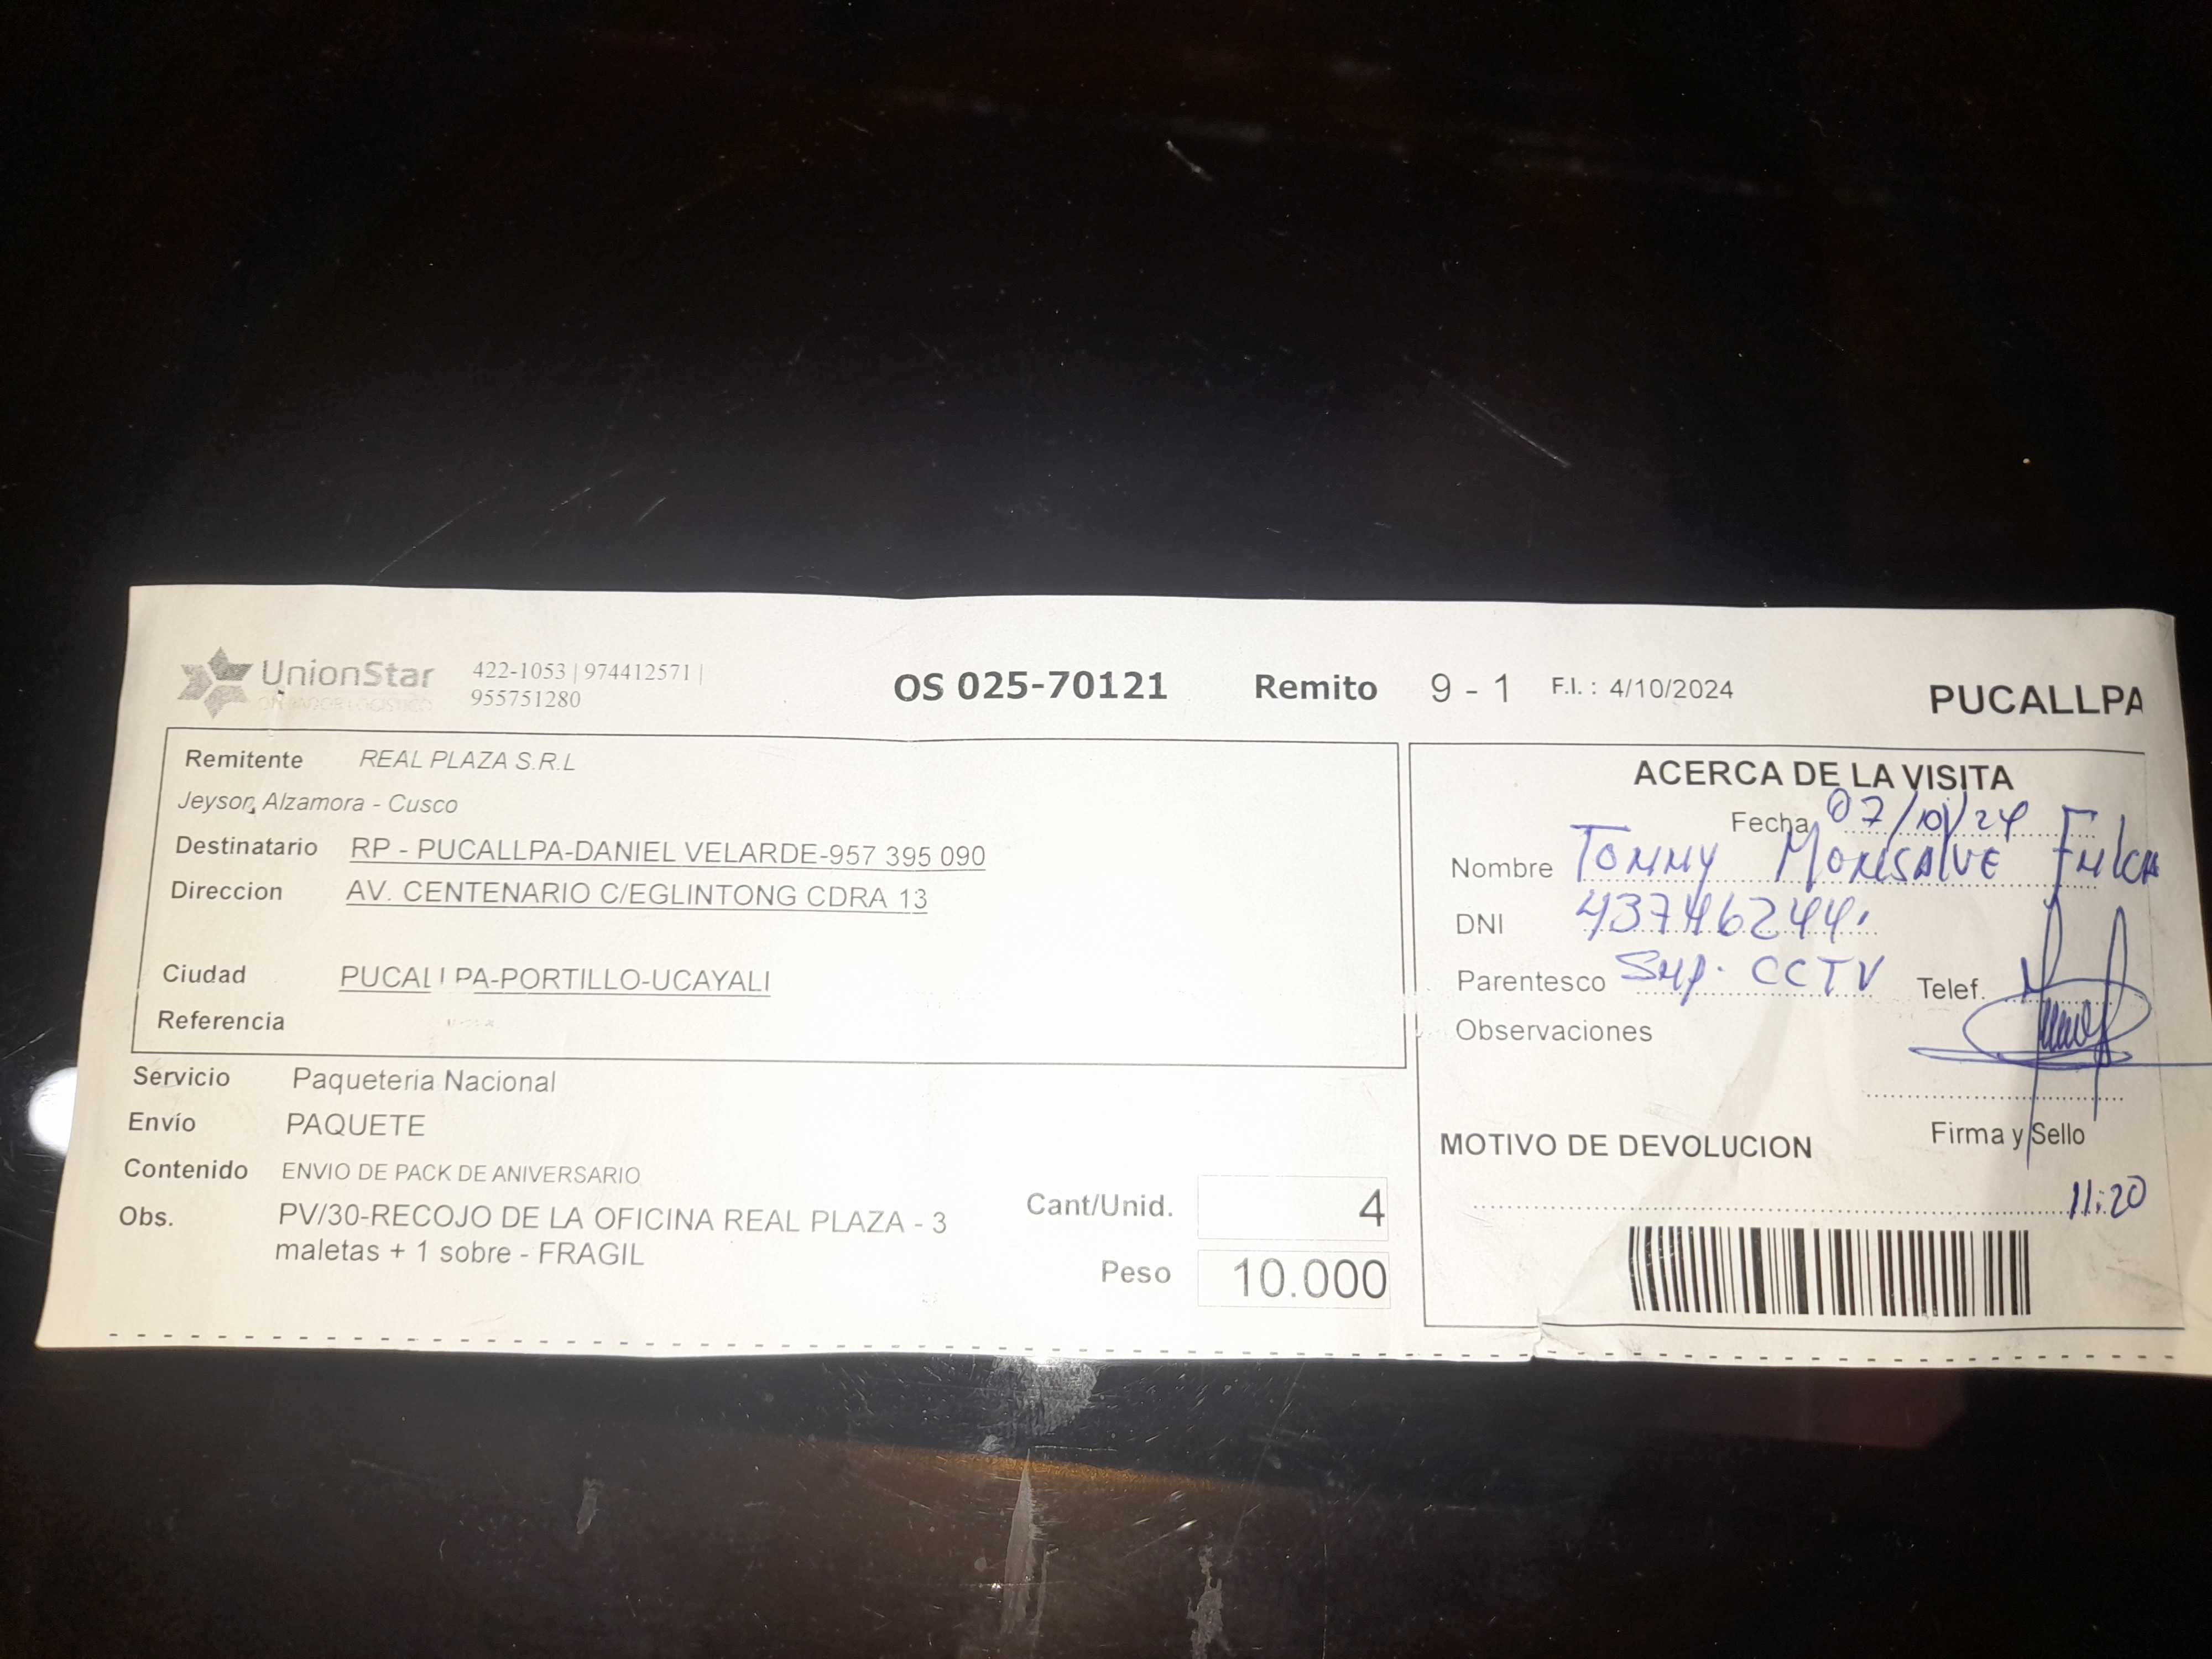 UnionStar
OPERADOR LOGISTICO
422-1053 | 974412571 |
955751280
OS 025-70121 Remito 9 - 1 F.I. : 4/10/2024 PUCALLPA
Remitente REAL PLAZA S.R.L
Jeyson Alzamora - Cusco
Destinatario RP - PUCALLPA-DANIEL VELARDE-957 395 090
Direccion AV. CENTENARIO C/EGLINTONG CDRA 13
Ciudad PUCALLPA-PORTILLO-UCAYALI
Referencia
Servicio Paqueteria Nacional
Envío PAQUETE
Contenido ENVIO DE PACK DE ANIVERSARIO
Obs. PV/30-RECOJO DE LA OFICINA REAL PLAZA - 3
maletas + 1 sobre - FRAGIL
Cant/Unid. 4
Peso 10.000
ACERCA DE LA VISITA
Fecha 07/10/24
Nombre Tommy Monsalve
DNI 43746244
Parentesco Sup. CCTV Telef.
Observaciones
Firma y Sello
MOTIVO DE DEVOLUCION
11:20